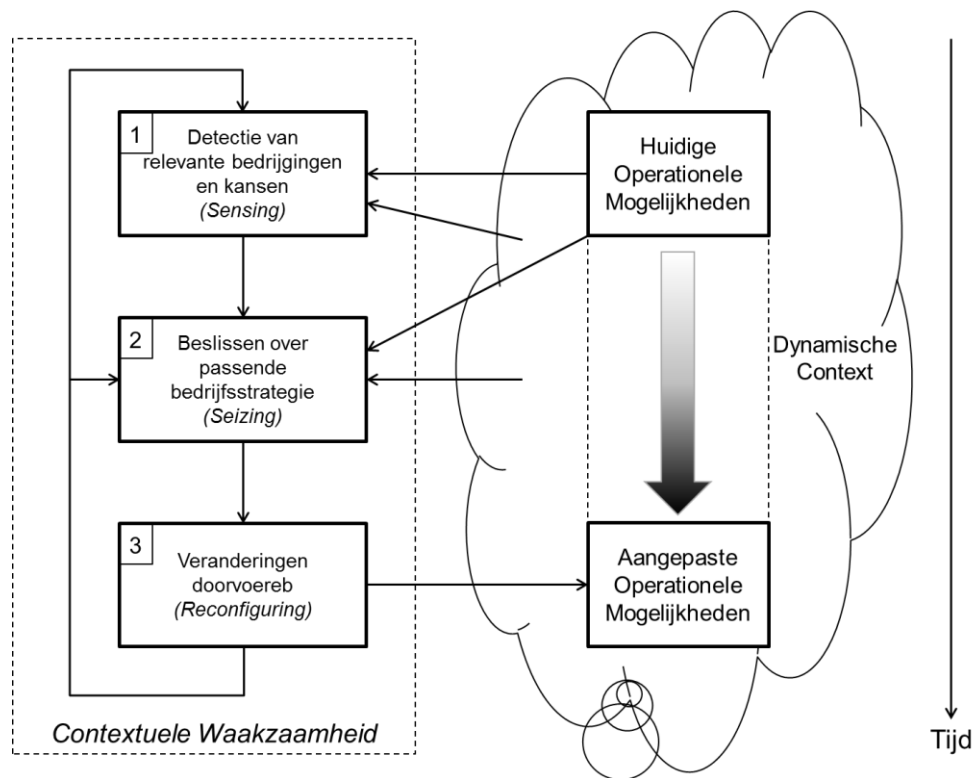 1
Detectie van
relevante bedrijgingen
en kansen
(Sensing)
2
Beslissen over
passende
bedrijfsstrategie
(Seizing)
3
Veranderingen
doorvoereb
(Reconfiguring)
Contextuele Waakzaamheid
Huidige
Operationele
Mogelijkheden
Dynamische
Context
Aangepaste
Operationele
Mogelijkheden
Tijd